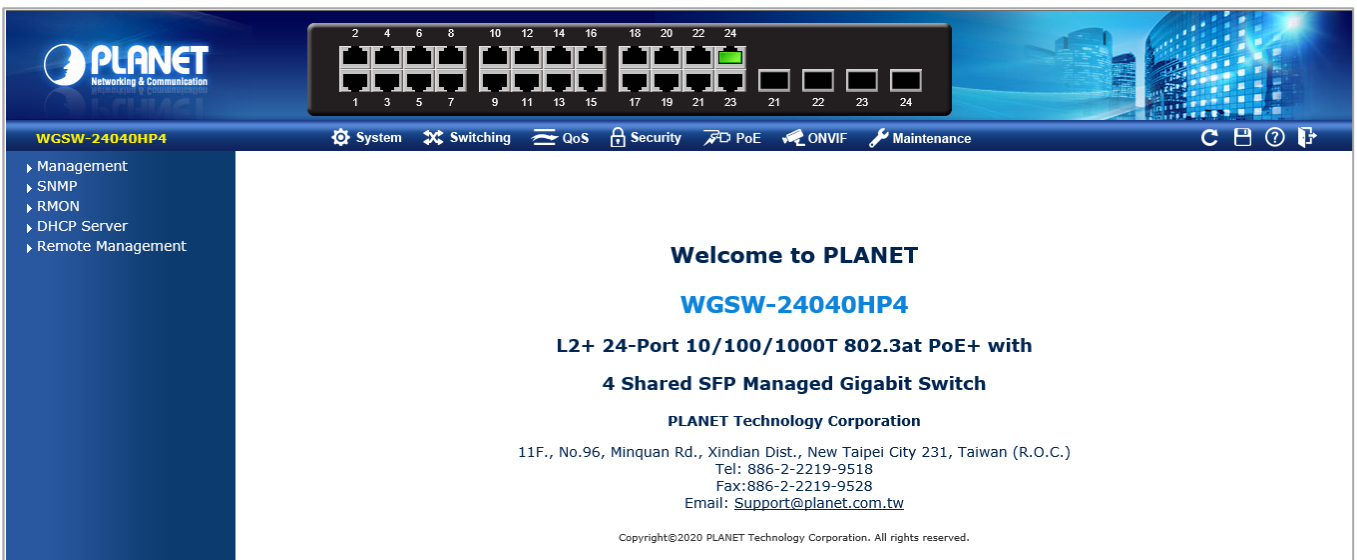 PLANET
Networking & Communication
2 4 6 8 10 12 14 16 18 20 22 24
1 3 5 7 9 11 13 15 17 19 21 23 21 22 23 24
WGSW-24040HP4
System Switching QoS Security PoE ONVIF Maintenance
Management
SNMP
RMON
DHCP Server
Remote Management
Welcome to PLANET
WGSW-24040HP4
L2+ 24-Port 10/100/1000T 802.3at PoE+ with
4 Shared SFP Managed Gigabit Switch
PLANET Technology Corporation
11F., No.96, Minquan Rd., Xindian Dist., New Taipei City 231, Taiwan (R.O.C.)
Tel: 886-2-2219-9518
Fax:886-2-2219-9528
Email: Support@planet.com.tw
Copyright©2020 PLANET Technology Corporation. All rights reserved.